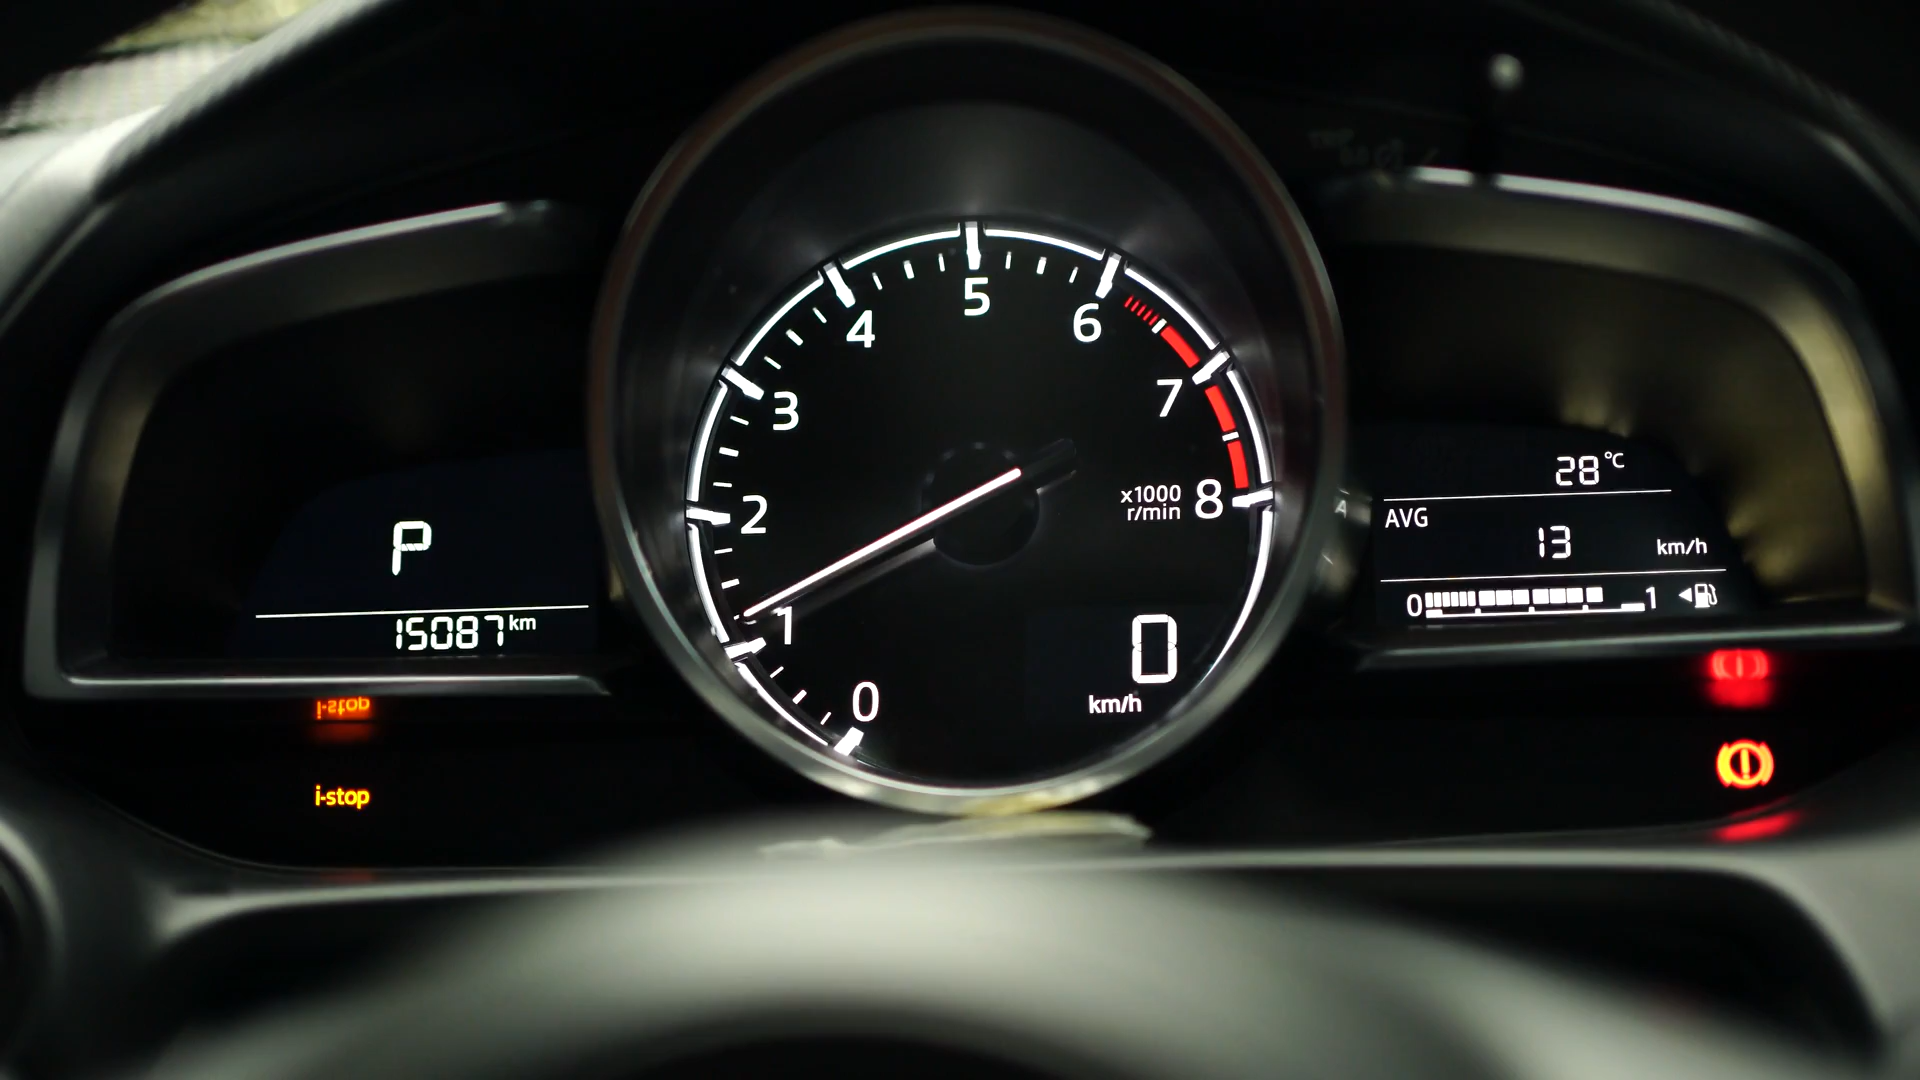 P
15087 km
i-stop
0
1
2
3
4
5
6
7
8
x1000
r/min
0
km/h
28°C
AVG
13 km/h
0 1
i-stop